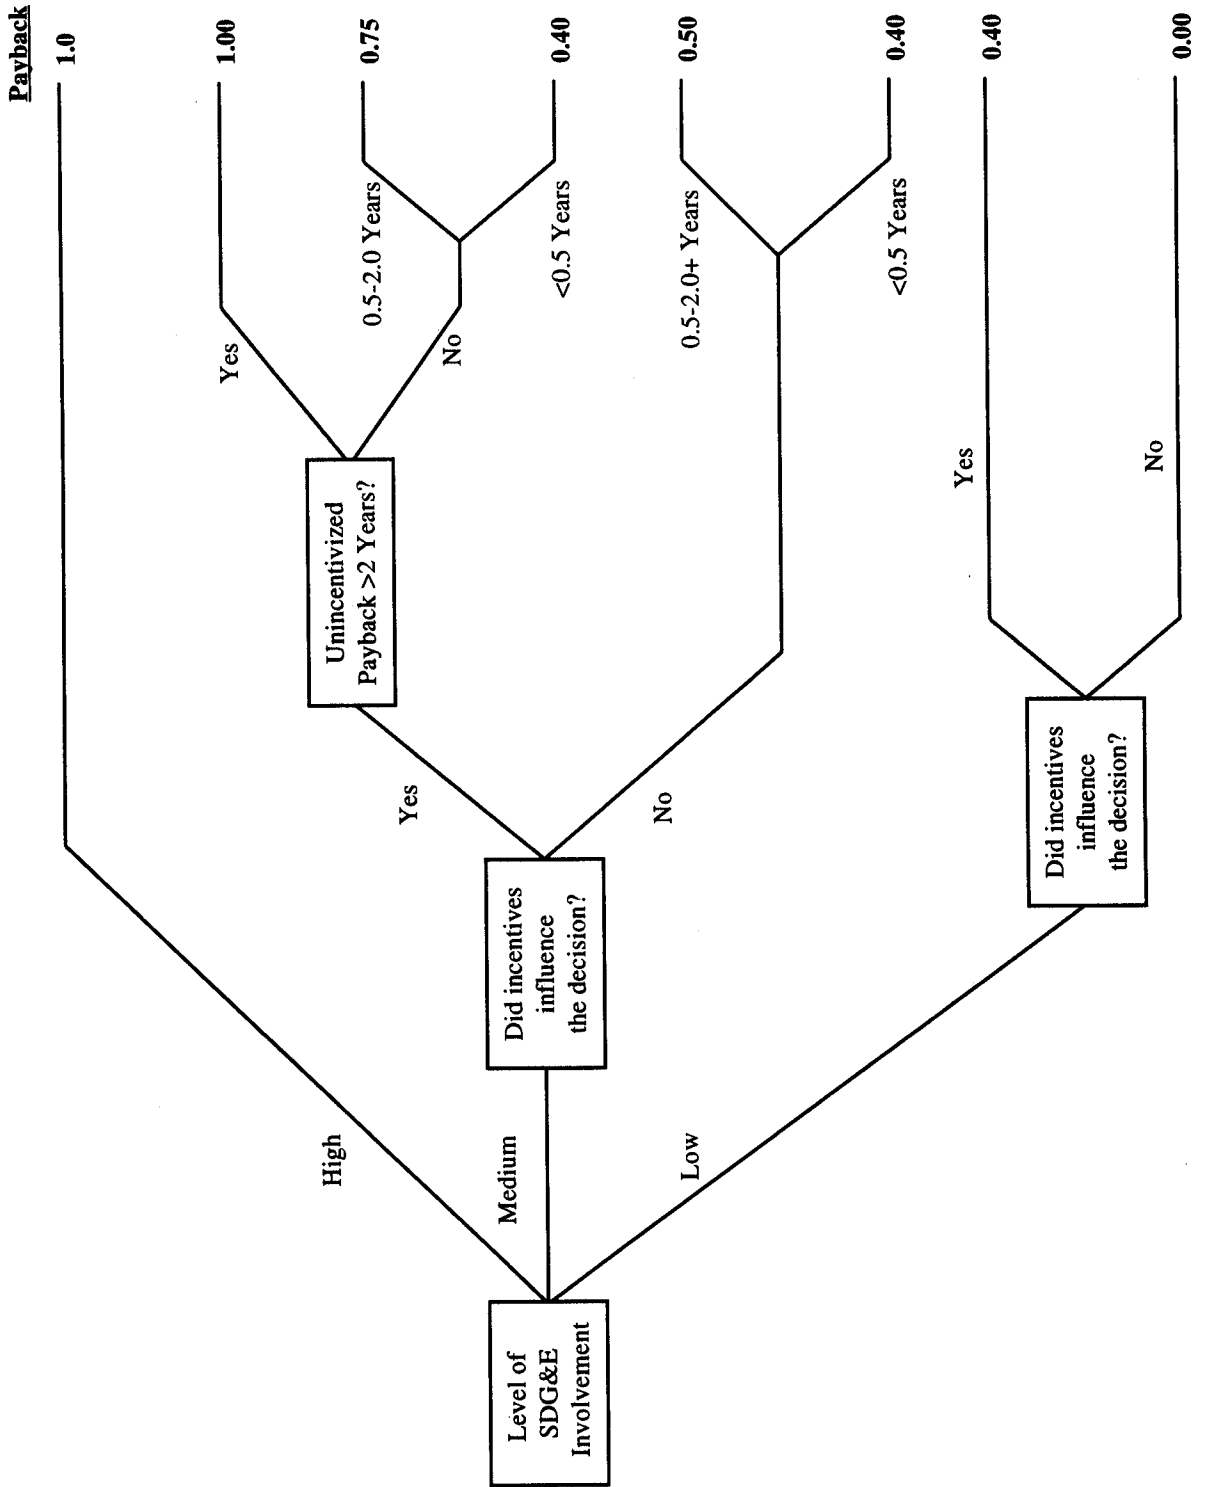 Payback
1.0
High
1.00
Yes
Unincentivized
Payback >2 Years?
0.75
0.5-2.0 Years
No
Yes
0.40
<0.5 Years
Level of
SDG&E
Involvement
Medium
Did incentives
influence
the decision?
0.50
0.5-2.0+ Years
No
Low
0.40
<0.5 Years
0.40
Yes
Did incentives
influence
the decision?
0.00
No